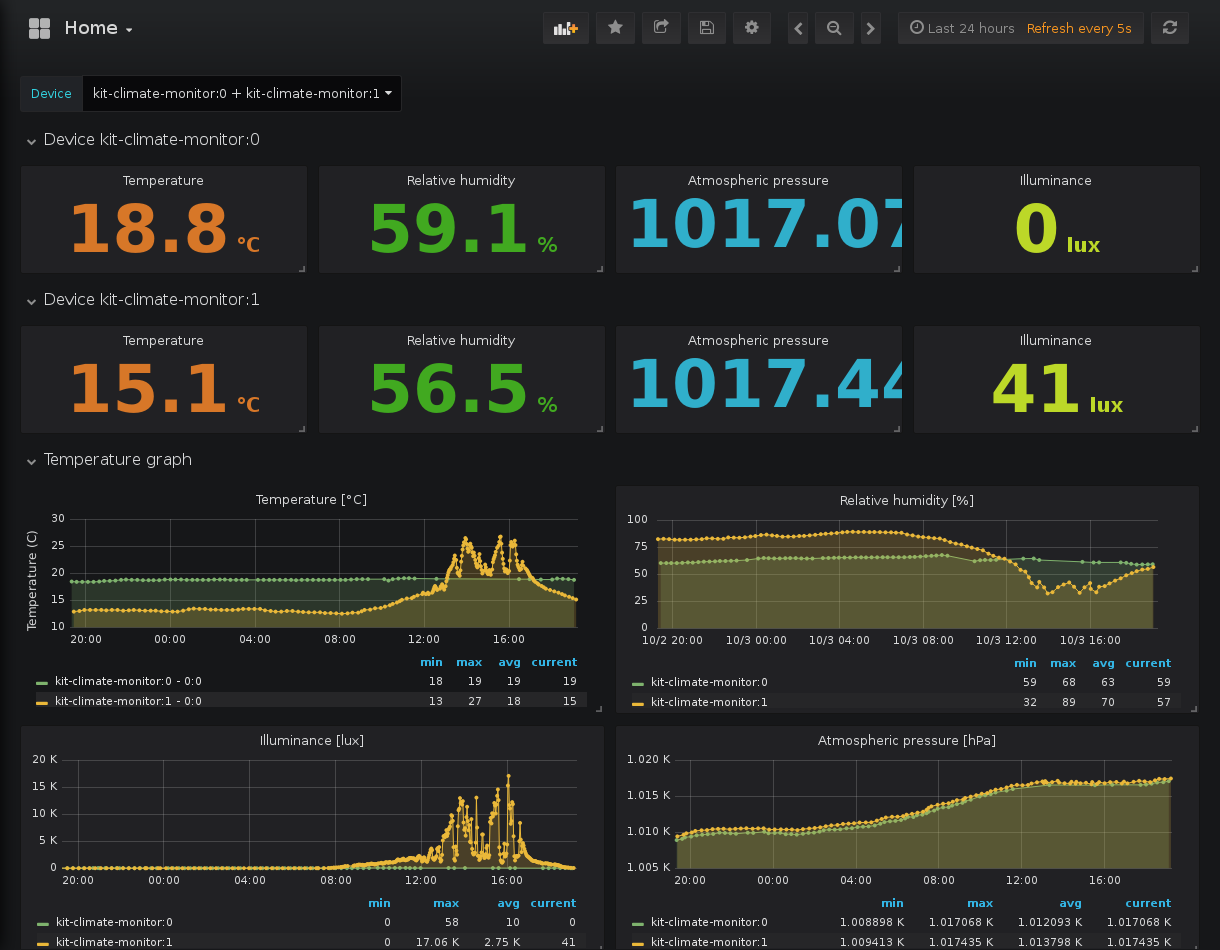 Home
Last 24 hours Refresh every 5s
Device kit-climate-monitor:0 + kit-climate-monitor:1
Device kit-climate-monitor:0
Temperature Relative humidity Atmospheric pressure Illuminance
18.8 °C 59.1 % 1017.07 0 lux
Device kit-climate-monitor:1
Temperature Relative humidity Atmospheric pressure Illuminance
15.1 °C 56.5 % 1017.44 41 lux
Temperature graph
Temperature [°C]
Temperature (C)
30
25
20
15
10
20:00 00:00 04:00 08:00 12:00 16:00
min max avg current
kit-climate-monitor:0 - 0:0 18 19 19 19
kit-climate-monitor:1 - 0:0 13 27 18 15
Relative humidity [%]
100
75
50
25
0
10/2 20:00 10/3 00:00 10/3 04:00 10/3 08:00 10/3 12:00 10/3 16:00
min max avg current
kit-climate-monitor:0 59 68 63 59
kit-climate-monitor:1 32 89 70 57
Illuminance [lux]
20 K
15 K
10 K
5 K
0
20:00 00:00 04:00 08:00 12:00 16:00
min max avg current
kit-climate-monitor:0 0 58 10 0
kit-climate-monitor:1 0 17.06 K 2.75 K 41
Atmospheric pressure [hPa]
1.020 K
1.015 K
1.010 K
1.005 K
20:00 00:00 04:00 08:00 12:00 16:00
min max avg current
kit-climate-monitor:0 1.008898 K 1.017068 K 1.012093 K 1.017068 K
kit-climate-monitor:1 1.009413 K 1.017435 K 1.013798 K 1.017435 K